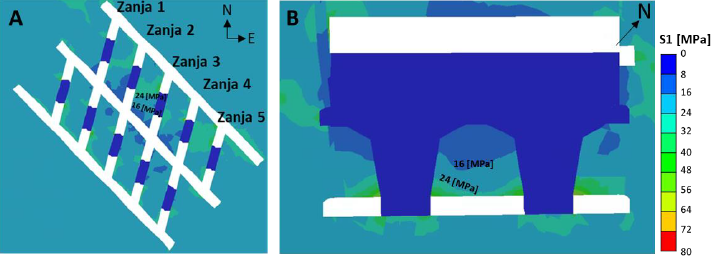 A
N
E
Zanja 1
Zanja 2
Zanja 3
Zanja 4
Zanja 5
24 [MPa]
16 [MPa]
B
N
16 [MPa]
24 [MPa]
S1 [MPa]
0
8
16
24
32
40
48
56
64
72
80